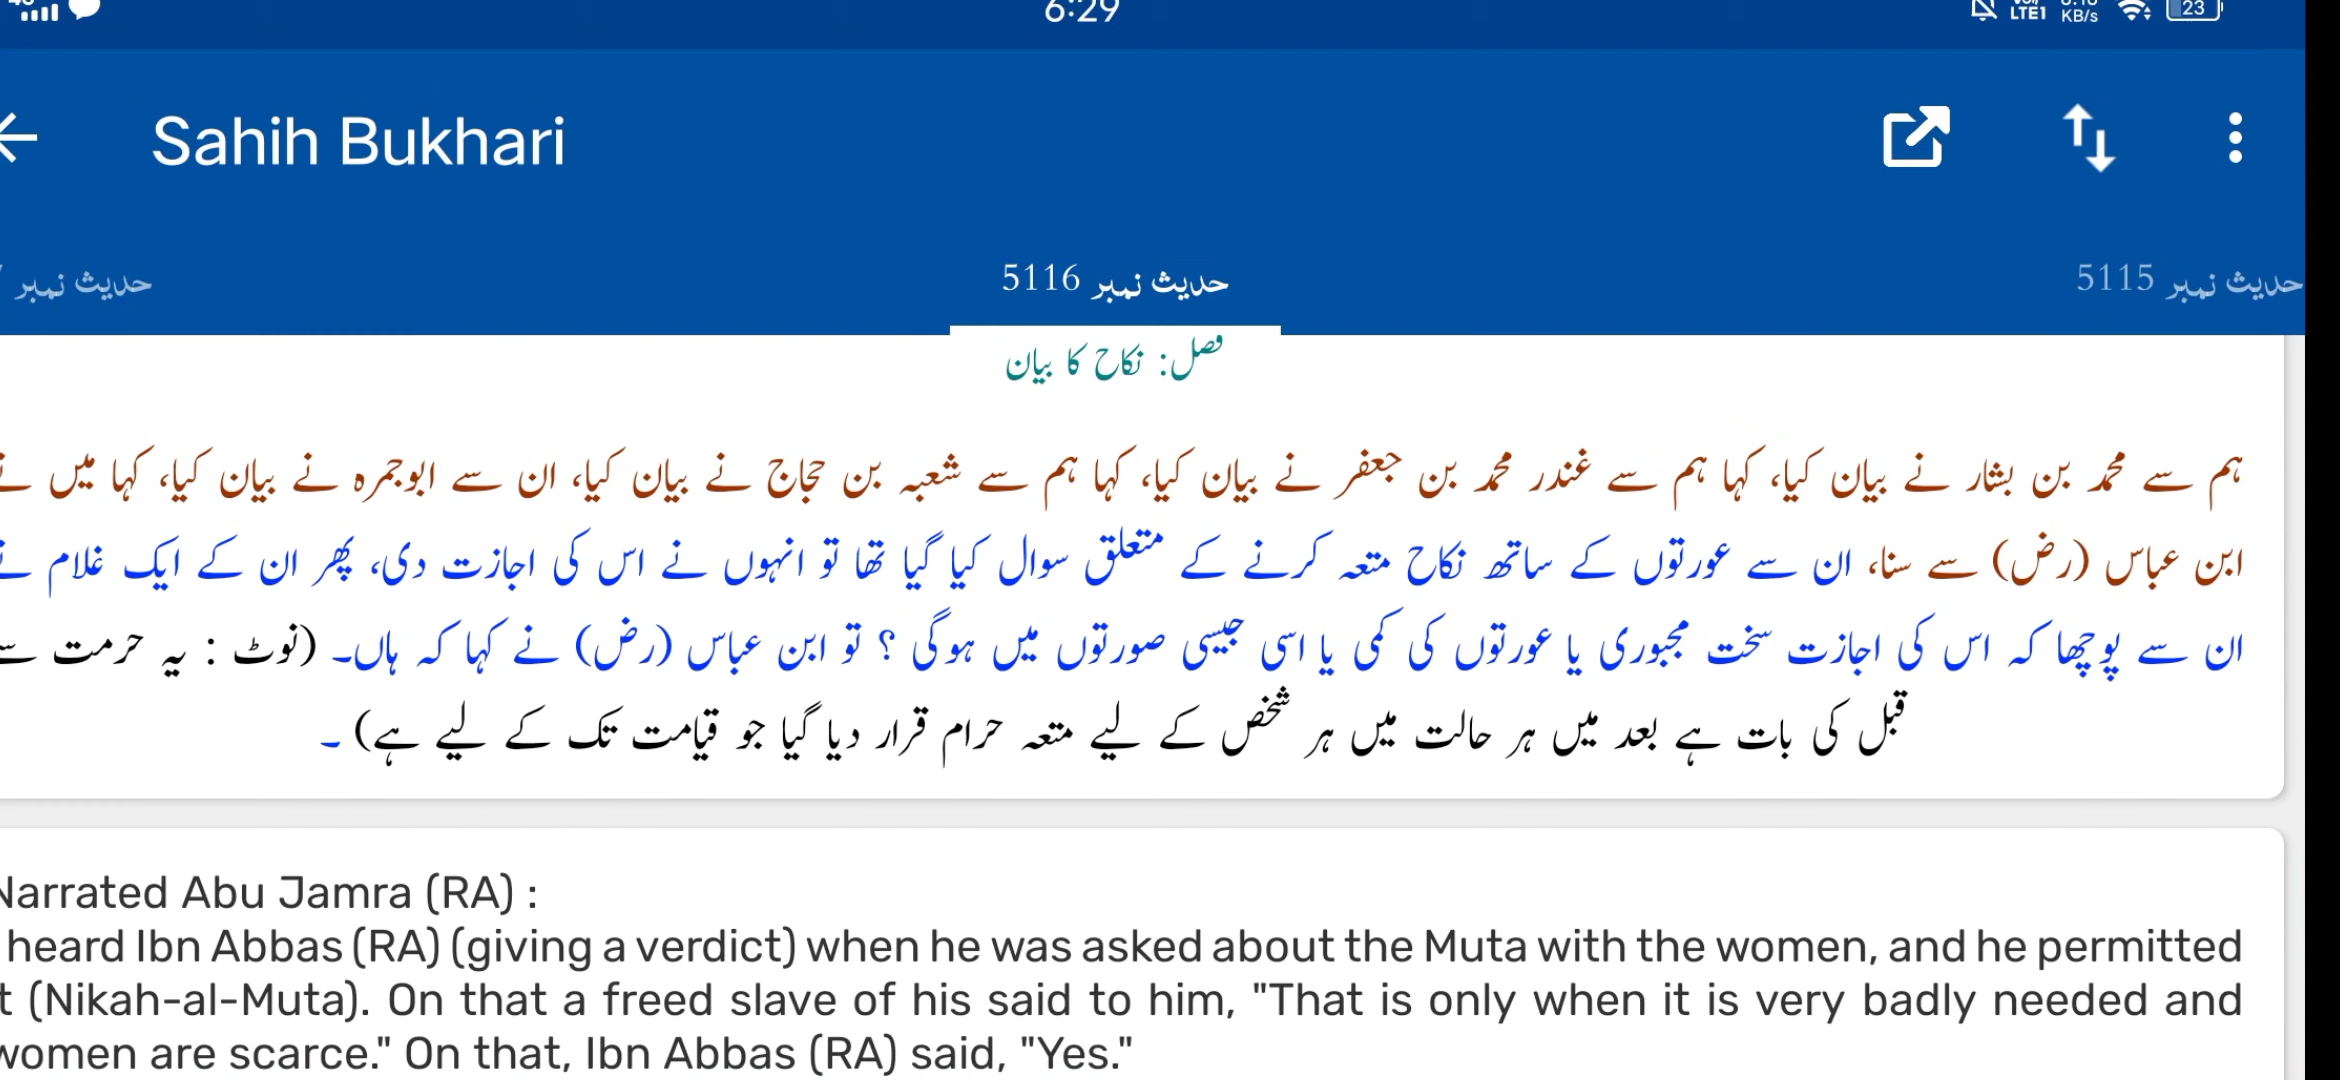 6:29
LTE1 KB/s 23
Sahih Bukhari
حدیث نمبر 5115
حدیث نمبر 5116
حدیث نمبر
فصل: نکاح کا بیان
ہم سے محمد بن بشار نے بیان کیا، کہا ہم سے غندر محمد بن جعفر نے بیان کیا، کہا ہم سے شعبہ بن حجاج نے بیان کیا، ان سے ابوجمرہ نے بیان کیا، کہا میں نے
ابن عباس (رض) سے سنا، ان سے عورتوں کے ساتھ نکاح متعہ کرنے کے متعلق سوال کیا گیا تھا تو انہوں نے اس کی اجازت دی، پھر ان کے ایک غلام نے
ان سے پوچھا کہ اس کی اجازت سخت مجبوری یا عورتوں کی کمی یا اسی جیسی صورتوں میں ہوگی ؟ تو ابن عباس (رض) نے کہا کہ ہاں۔ (نوٹ : یہ حرمت سے
قبل کی بات ہے بعد میں ہر حالت میں ہر شخص کے لیے متعہ حرام قرار دیا گیا جو قیامت تک کے لیے ہے) ۔
Narrated Abu Jamra (RA) :
heard Ibn Abbas (RA) (giving a verdict) when he was asked about the Muta with the women, and he permitted
t (Nikah-al-Muta). On that a freed slave of his said to him, "That is only when it is very badly needed and
women are scarce." On that, Ibn Abbas (RA) said, "Yes."